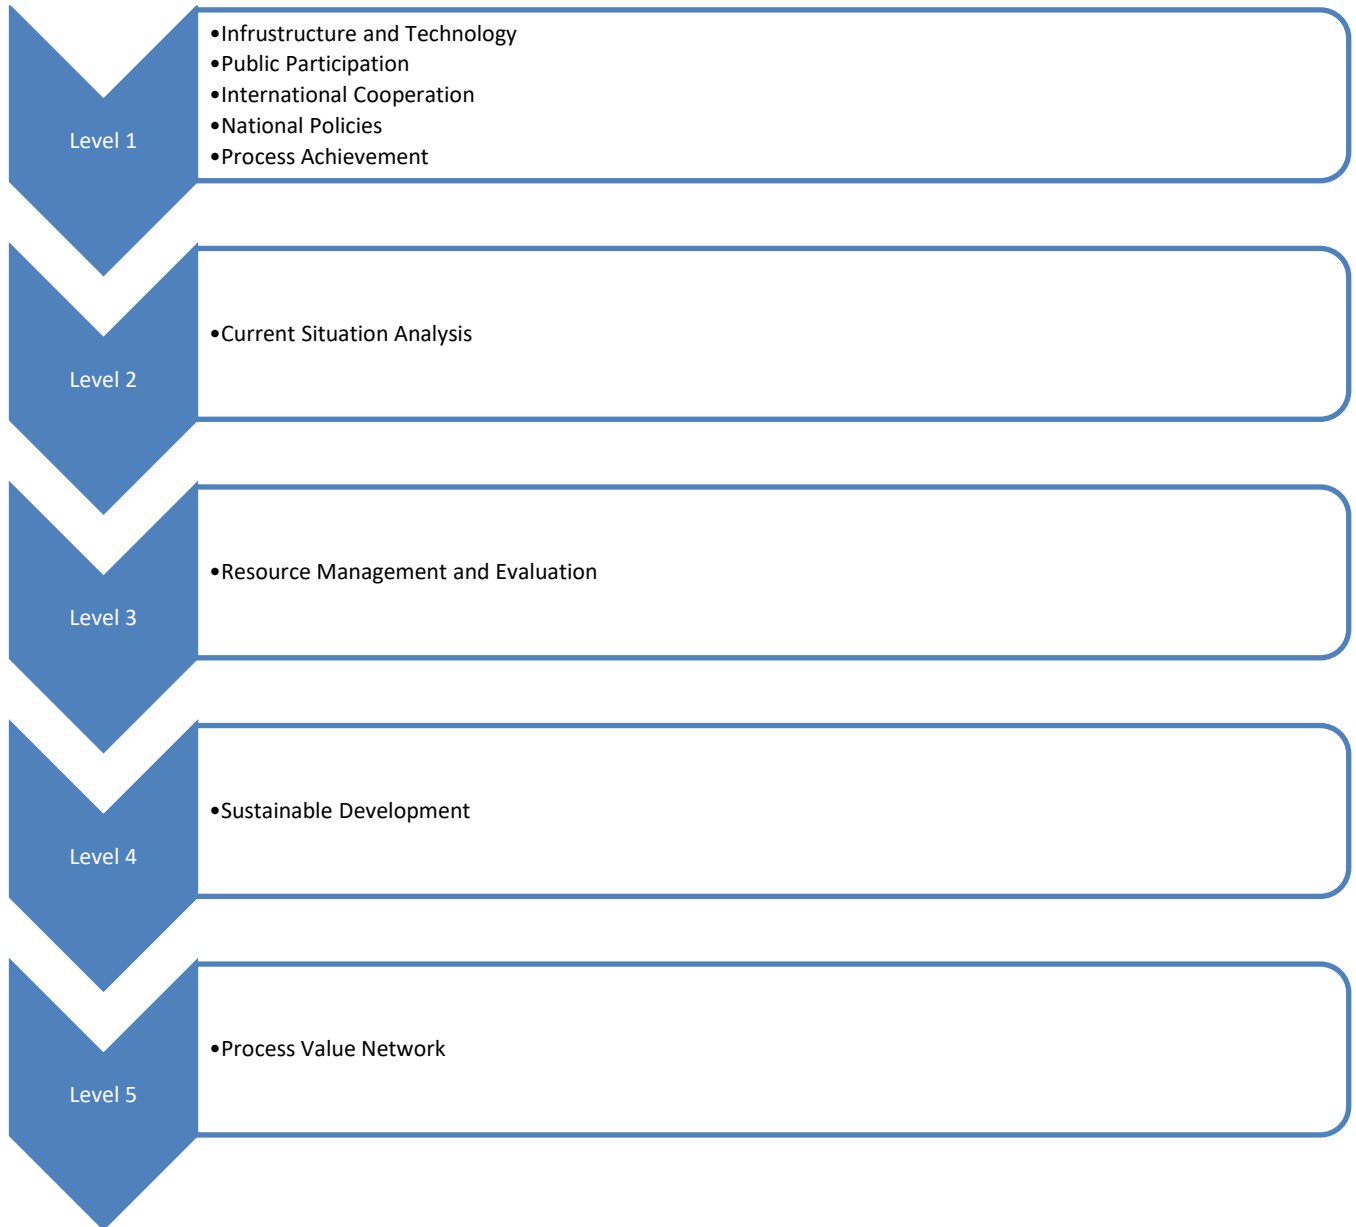 •Infrustructure and Technology
•Public Participation
•International Cooperation
•National Policies
•Process Achievement
Level 1
•Current Situation Analysis
Level 2
•Resource Management and Evaluation
Level 3
•Sustainable Development
Level 4
•Process Value Network
Level 5